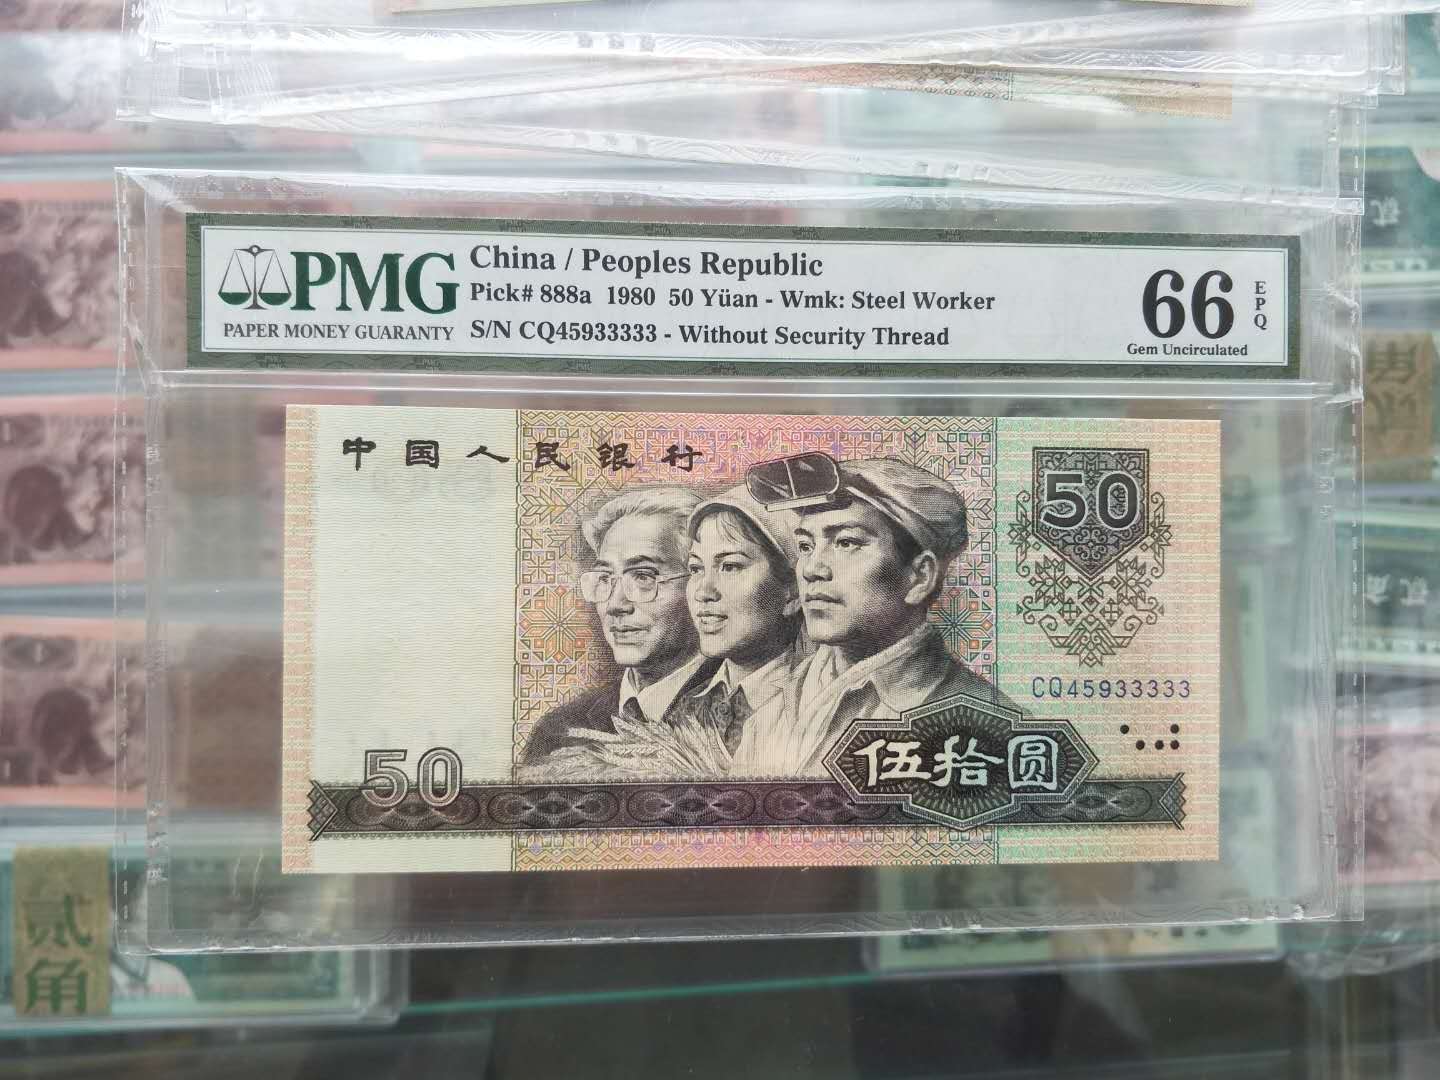 PMG
PAPER MONEY GUARANTY
China / Peoples Republic
Pick# 888a 1980 50 Yüan - Wmk: Steel Worker
S/N CQ45933333 - Without Security Thread
66
EPQ
Gem Uncirculated
中国人民银行
50
CQ45933333
50
伍拾圆
贰角